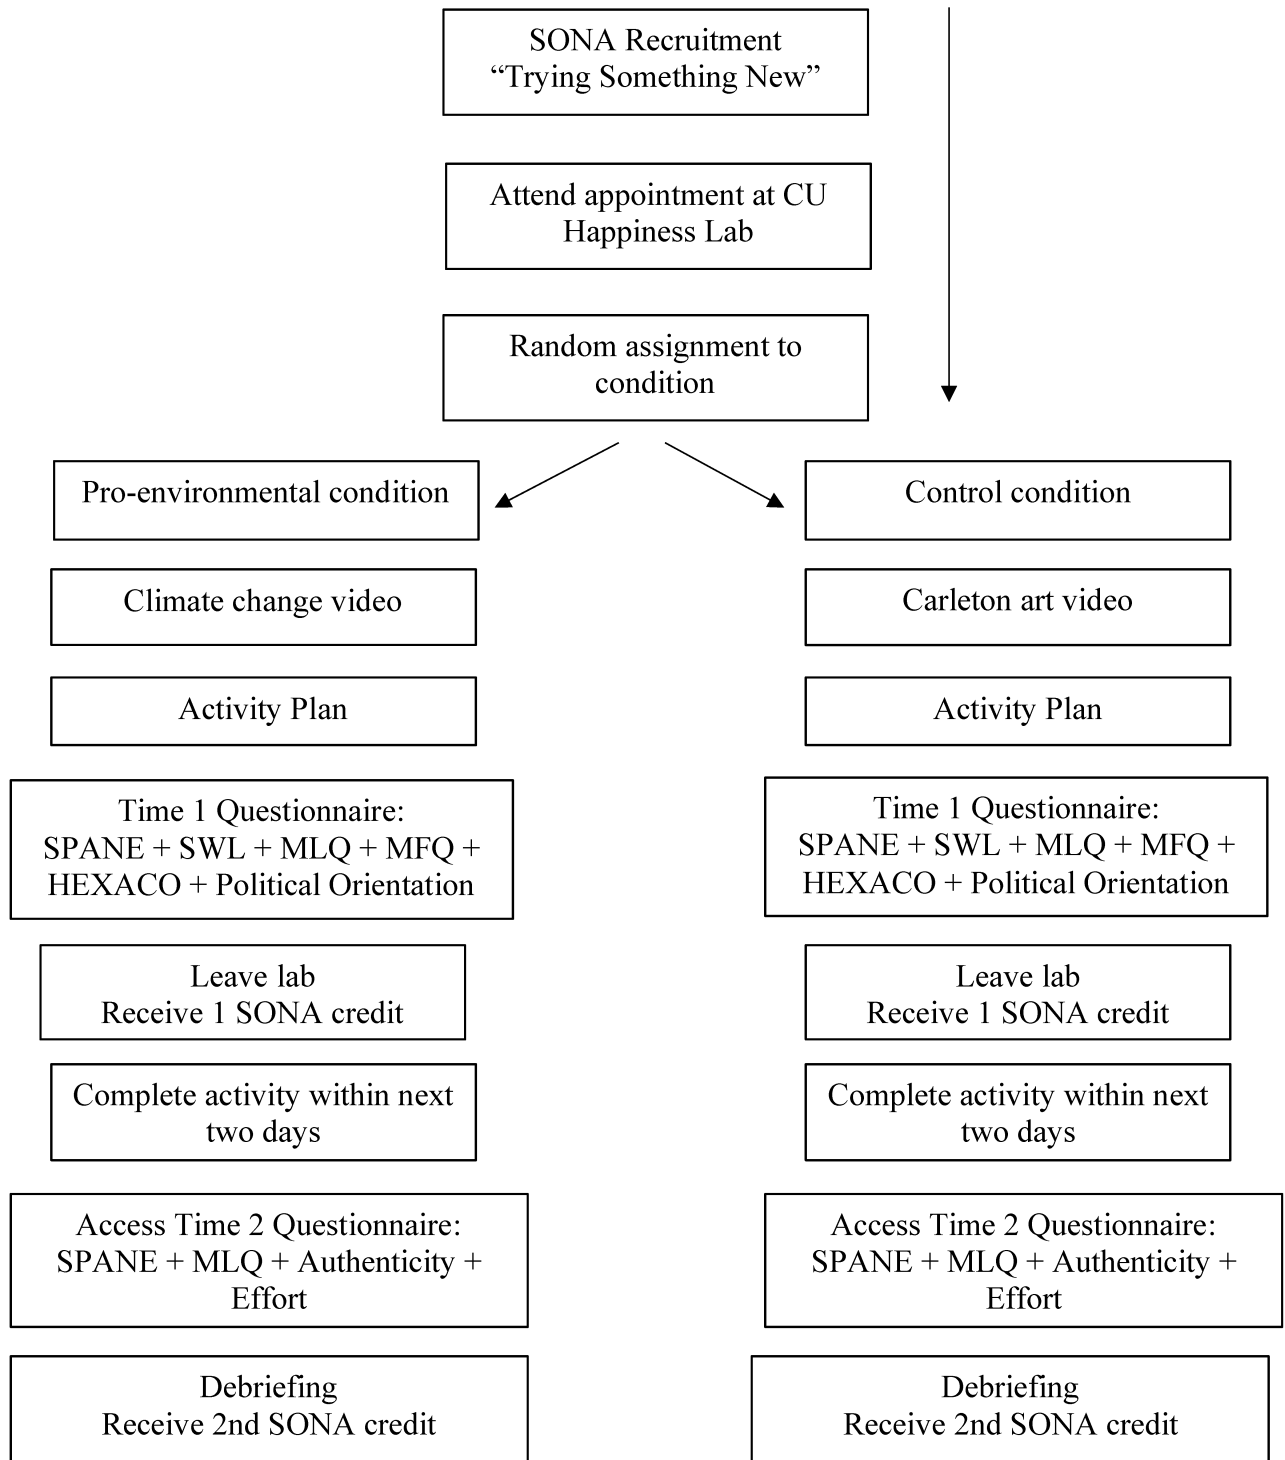 SONA Recruitment
“Trying Something New”
Attend appointment at CU
Happiness Lab
Random assignment to
condition
Pro-environmental condition
Control condition
Climate change video
Carleton art video
Activity Plan
Activity Plan
Time 1 Questionnaire:
SPANE + SWL + MLQ + MFQ +
HEXACO + Political Orientation
Time 1 Questionnaire:
SPANE + SWL + MLQ + MFQ +
HEXACO + Political Orientation
Leave lab
Receive 1 SONA credit
Leave lab
Receive 1 SONA credit
Complete activity within next
two days
Complete activity within next
two days
Access Time 2 Questionnaire:
SPANE + MLQ + Authenticity +
Effort
Access Time 2 Questionnaire:
SPANE + MLQ + Authenticity +
Effort
Debriefing
Receive 2nd SONA credit
Debriefing
Receive 2nd SONA credit